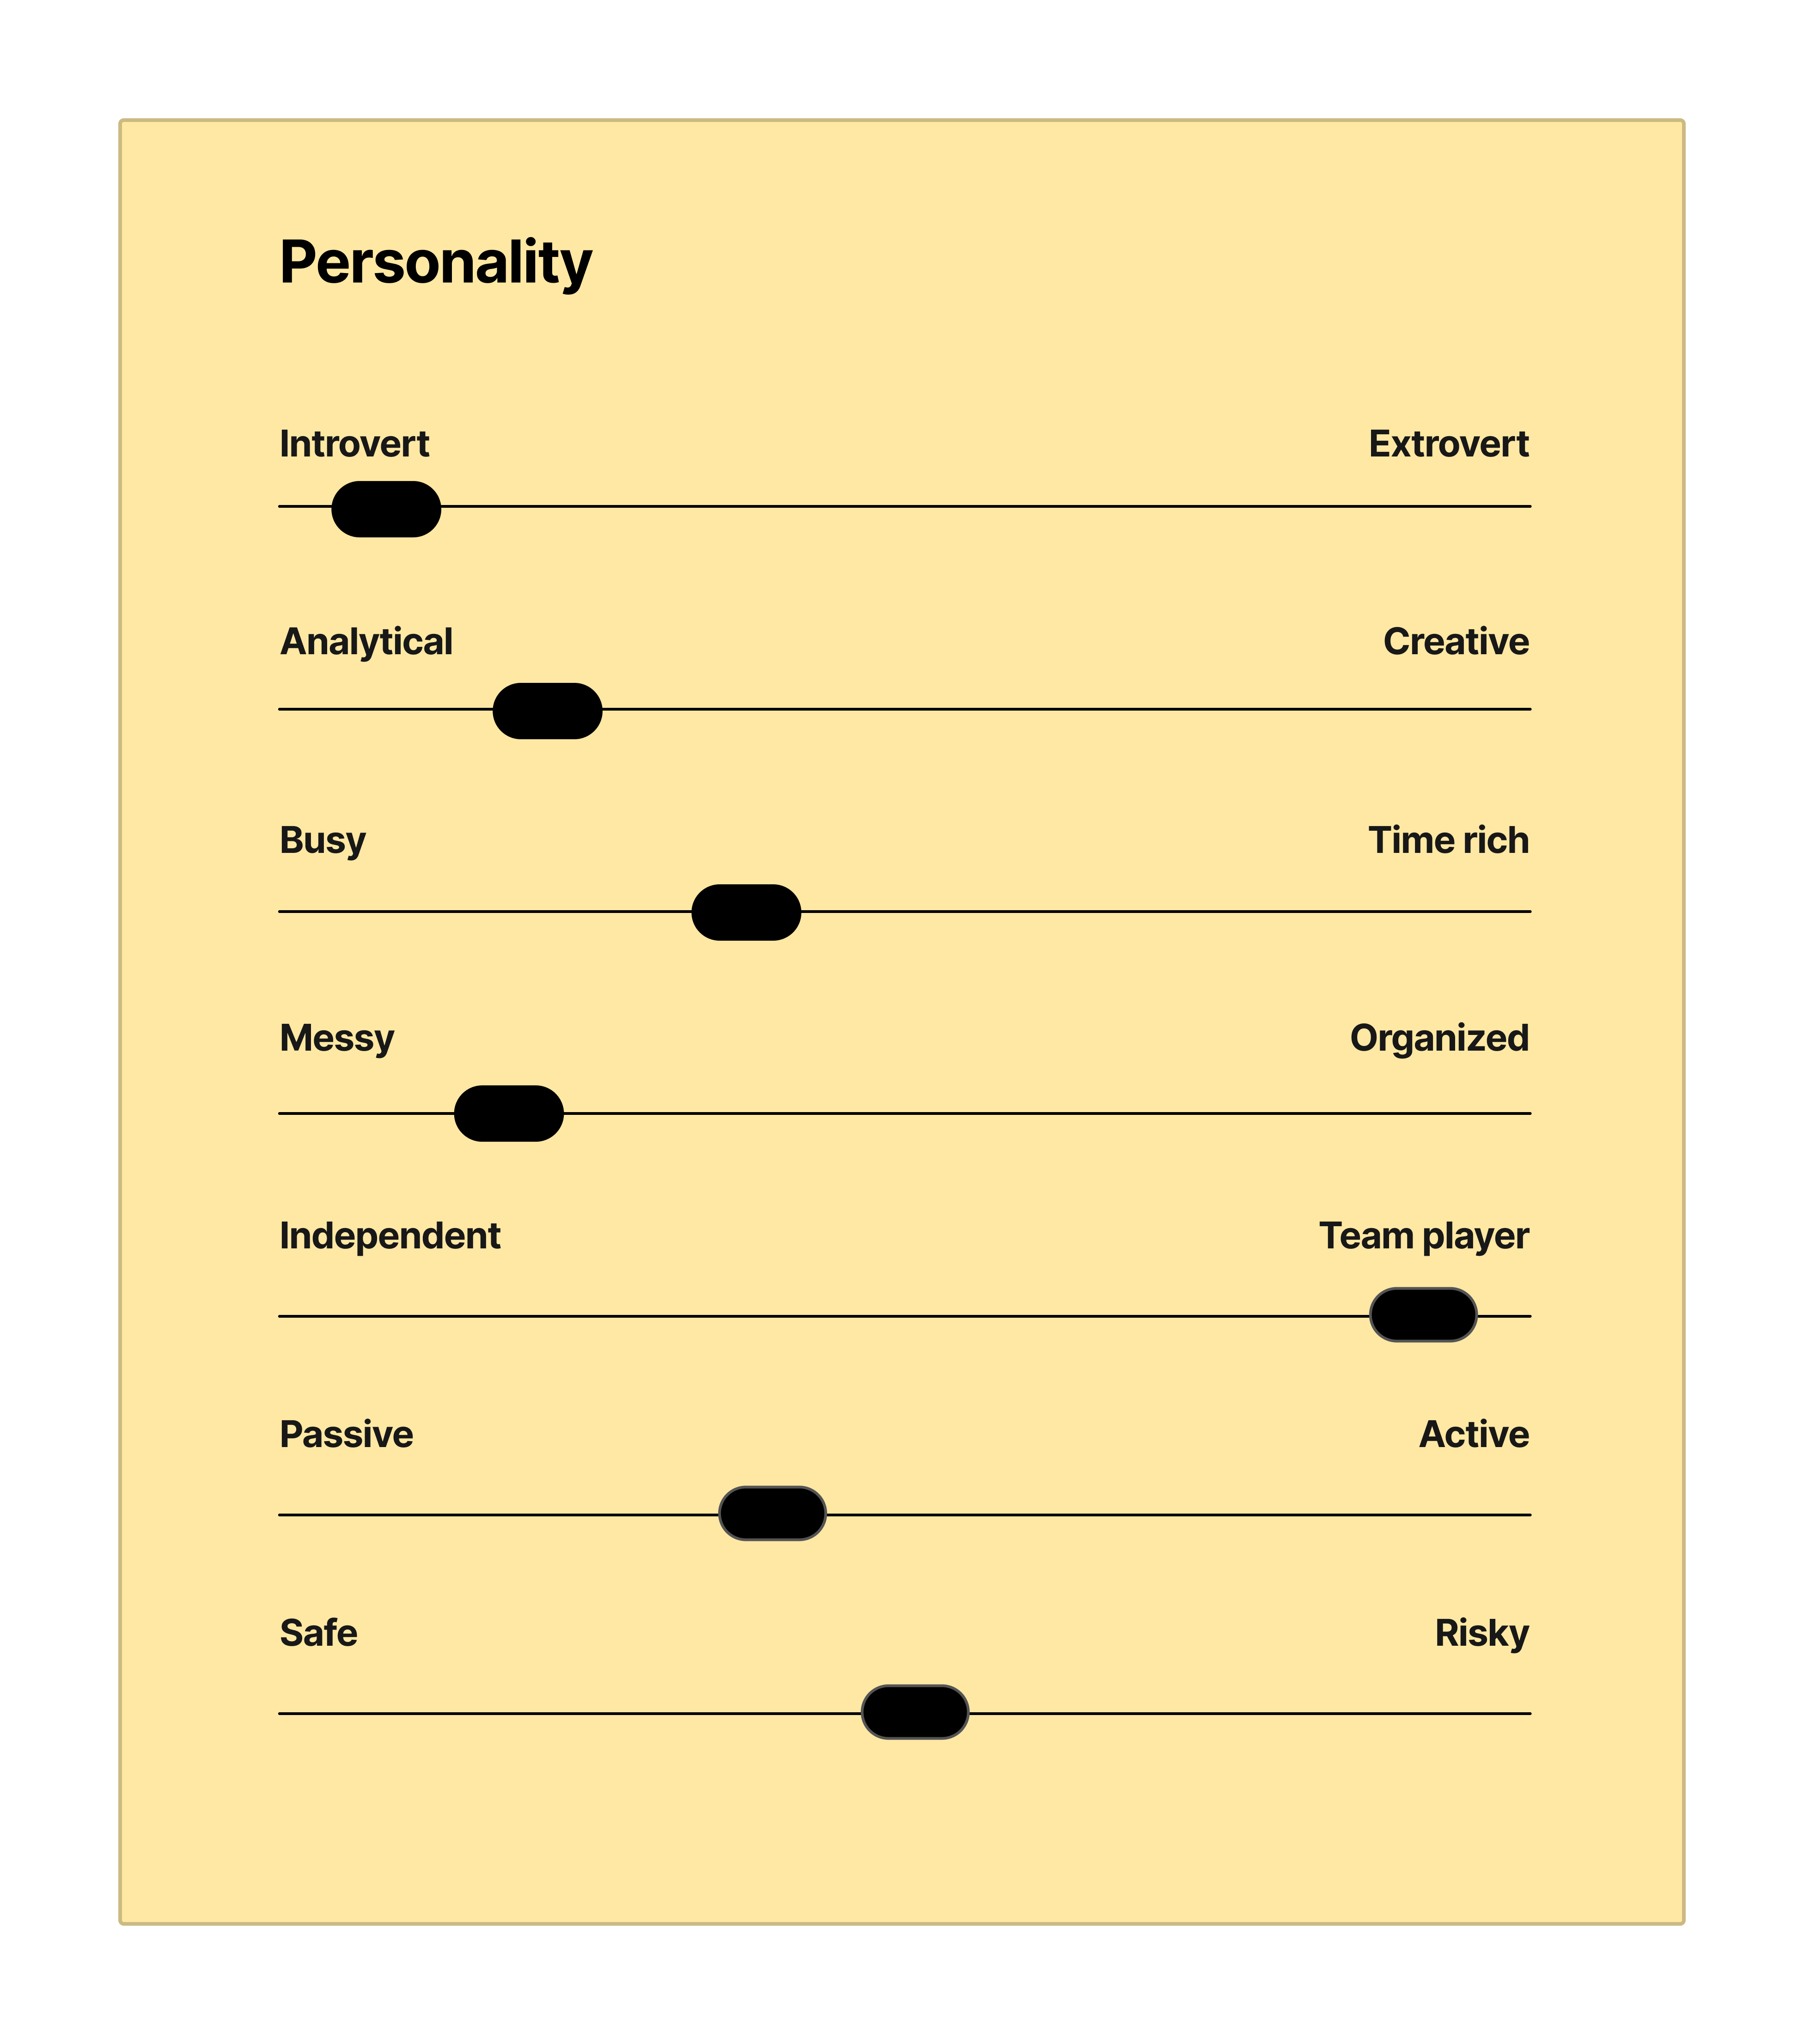 Personality
Introvert Extrovert
Analytical Creative
Busy Time rich
Messy Organized
Independent Team player
Passive Active
Safe Risky